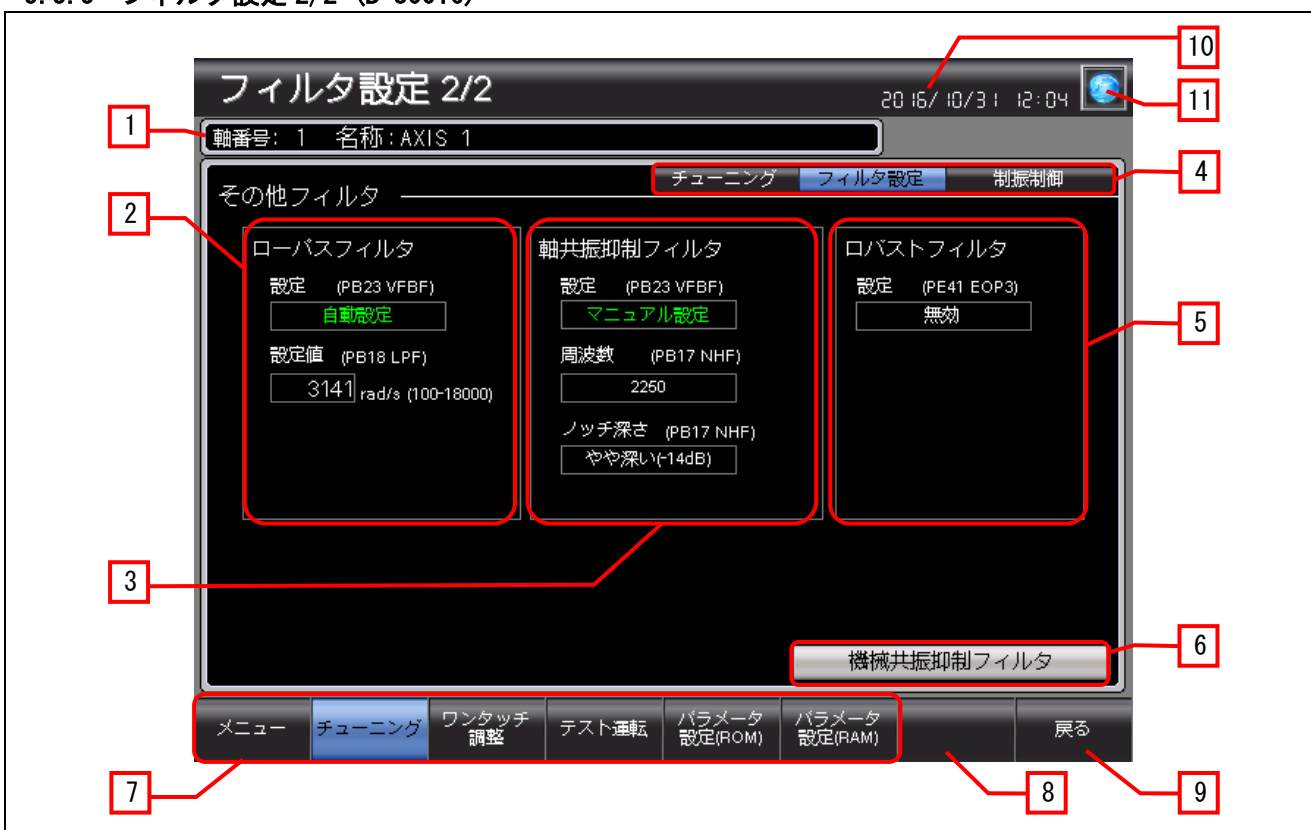 フィルタ設定 2/2
10
フィルタ設定 2/2
2016/10/31 12:04
11
1
軸番号: 1 名称:AXIS 1
チューニング フィルタ設定 制振制御
4
その他フィルタ
2
ローパスフィルタ
設定 (PB23 VFBF)
自動設定
設定値 (PB18 LPF)
3141 rad/s (100-18000)
軸共振抑制フィルタ
設定 (PB23 VFBF)
マニュアル設定
周波数 (PB17 NHF)
2250
ノッチ深さ (PB17 NHF)
やや深い(-14dB)
ロバストフィルタ
設定 (PE41 EOP3)
無効
5
3
機械共振抑制フィルタ
6
メニュー
チューニング
ワンタッチ
調整
テスト運転
パラメータ
設定(ROM)
パラメータ
設定(RAM)
戻る
7
8
9